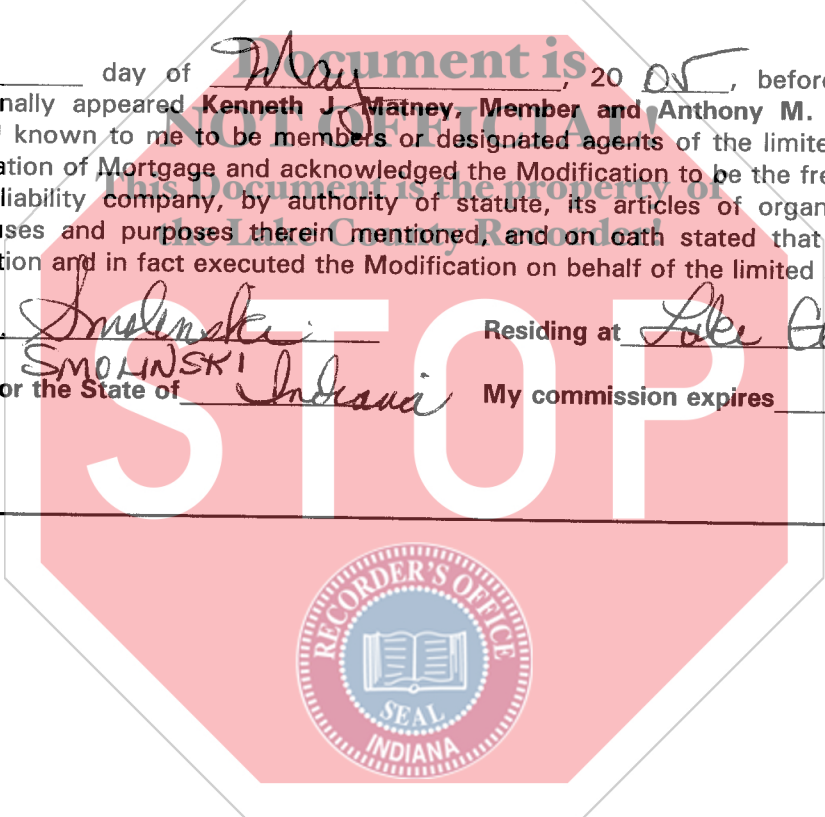 Document is
NOT OFFICIAL!
This Document is the property of
the Lake County Recorder!
day of May, 20 05, before
nally appeared Kenneth J. Matney, Member and Anthony M.
known to me to be members or designated agents of the limite
ation of Mortgage and acknowledged the Modification to be the fre
liability company, by authority of statute, its articles of organ
uses and purposes therein mentioned, and on oath stated that
tion and in fact executed the Modification on behalf of the limited
Smolinski Residing at Lake
SMOLINSKI
or the State of Indiana My commission expires
STOP
RECORDER'S OFFICE
SEAL
INDIANA